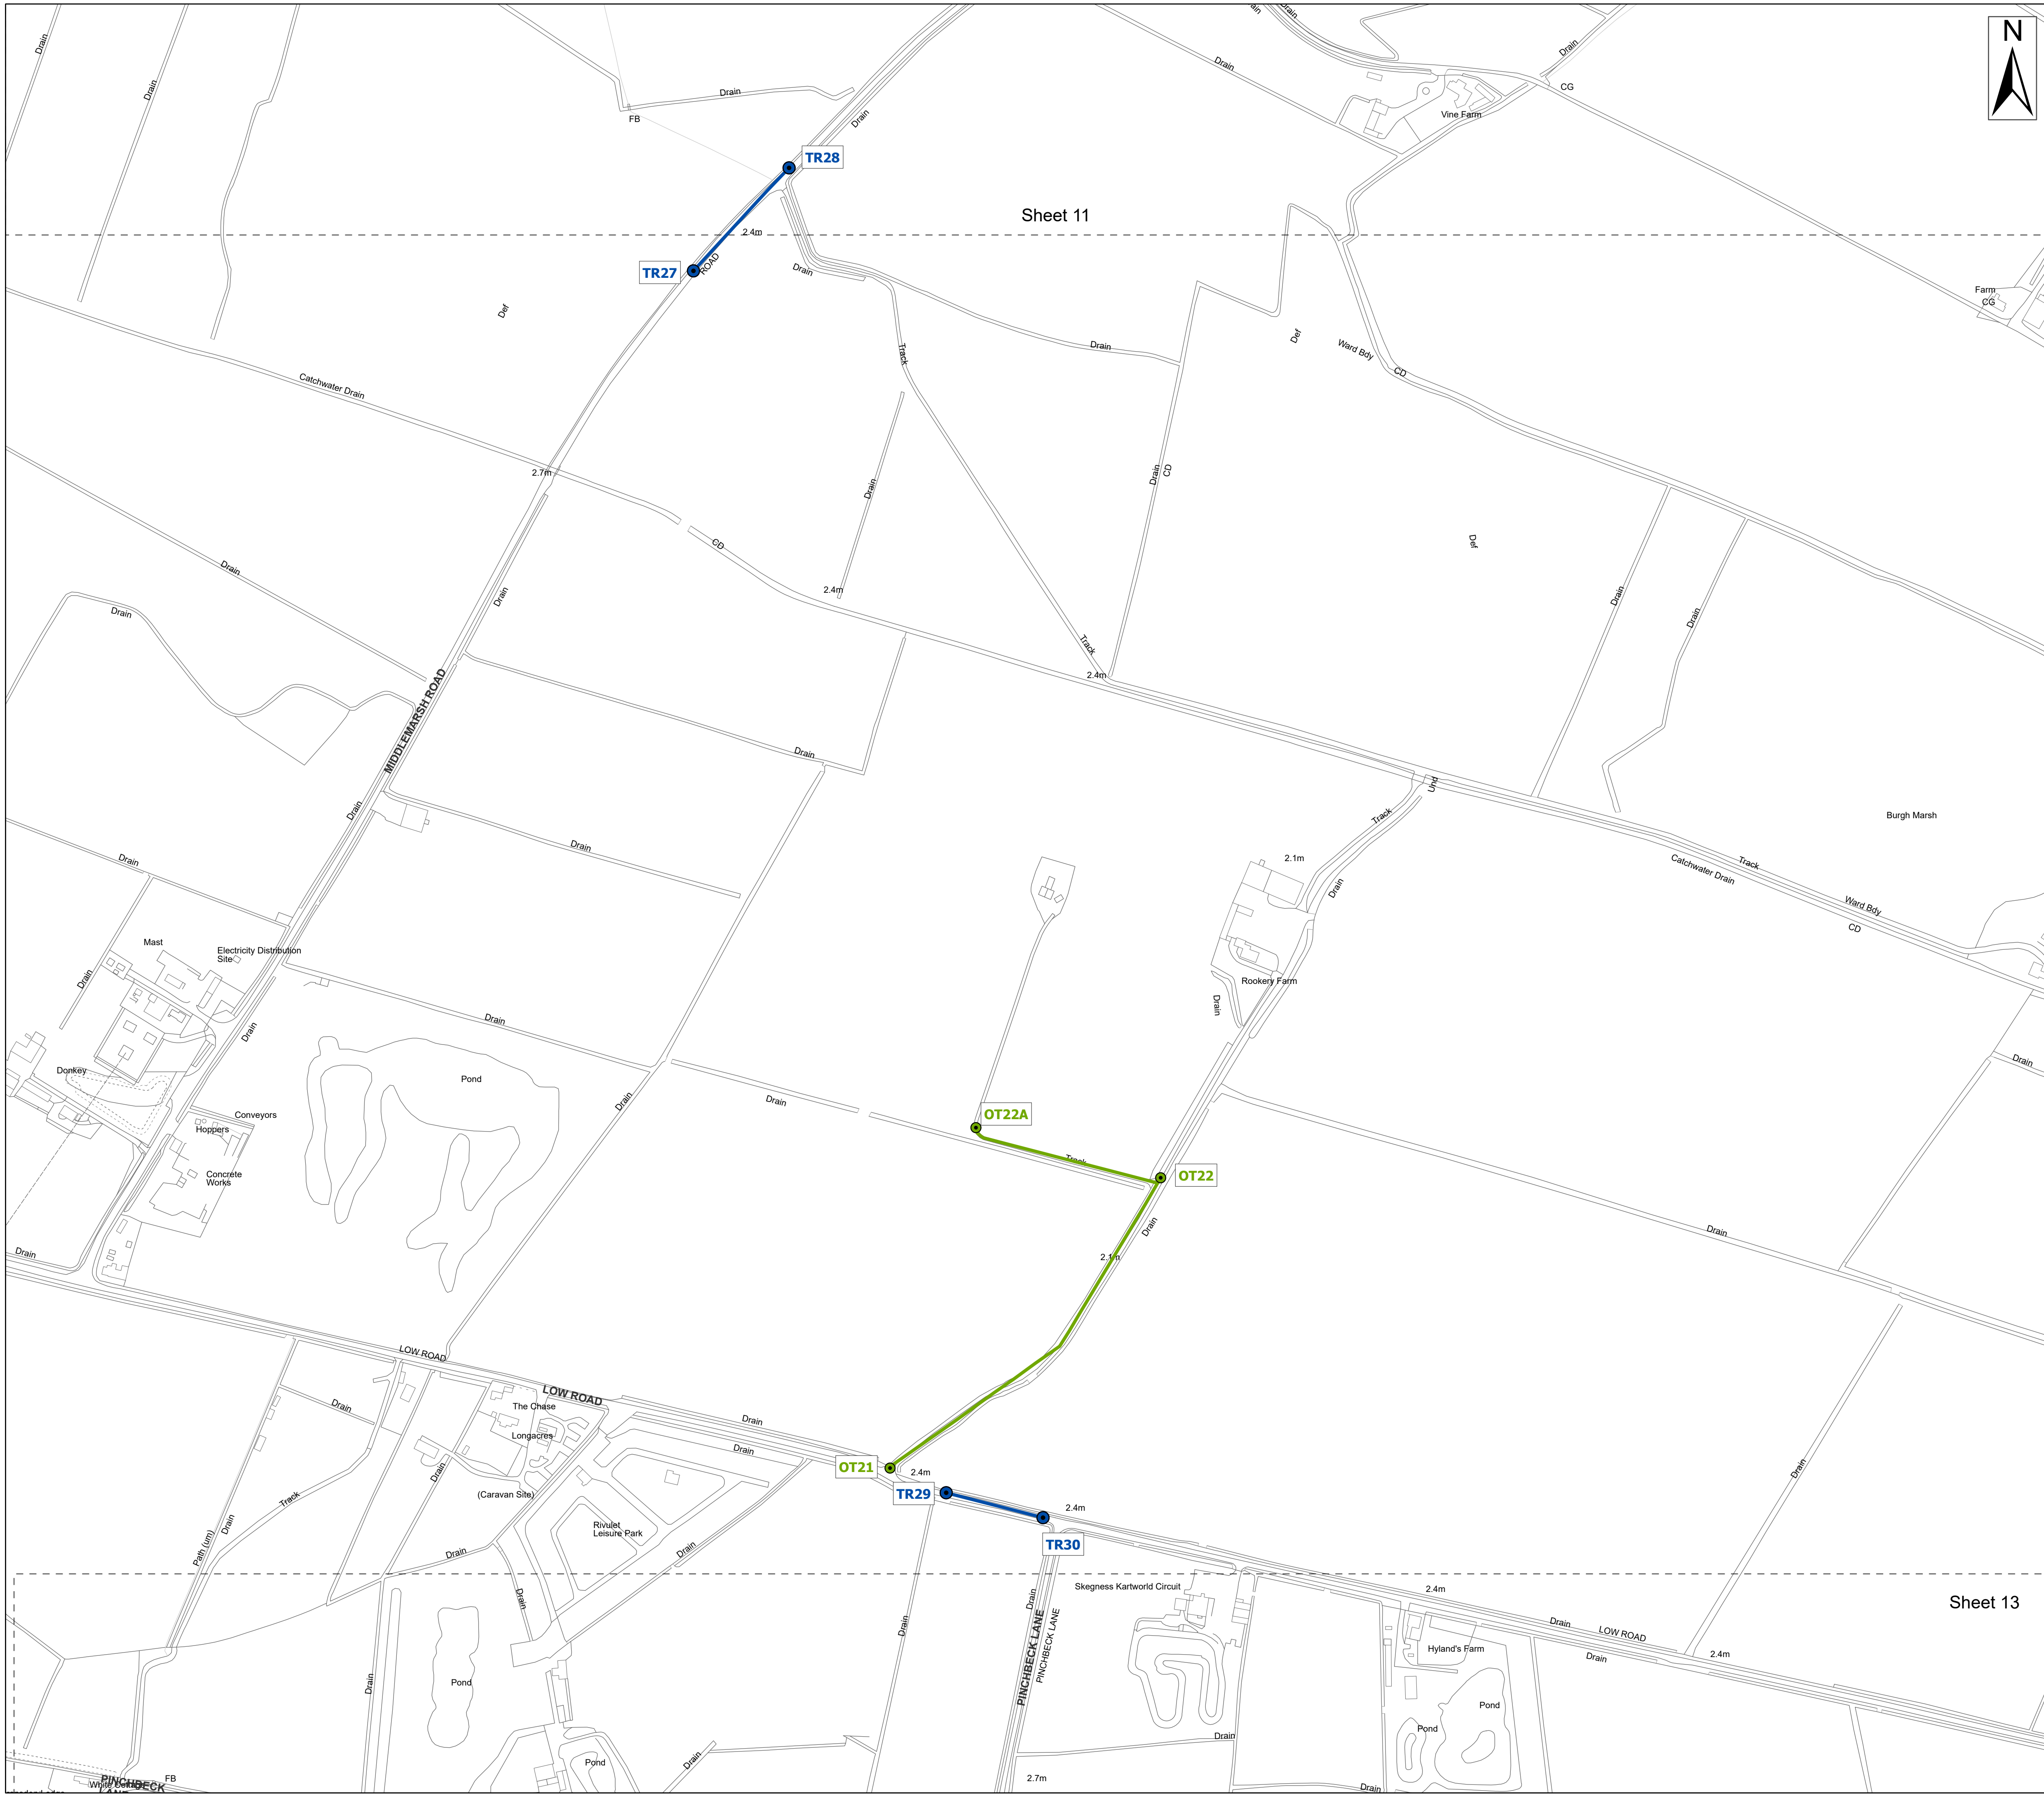 Drain
Drain
N
Drain
Drain
CG
Drain
Drain
Drain
FB
Drain
Vine Farm
TR28
Sheet 11
2.4m
TR27
ROAD
Drain
Farm
CG
Def
Def
Drain
Track
Ward Bdy
CD
Catchwater Drain
2.7m
Drain
CD
Drain
CD
Def
Drain
2.4m
Drain
Drain
Drain
Drain
Track
2.4m
MIDDLEMARSH ROAD
Drain
Und
Drain
Track
Burgh Marsh
Drain
Drain
2.1m
Track
Catchwater Drain
Drain
Ward Bdy
CD
Mast
Electricity Distribution
Site
Drain
Rookery Farm
Drain
Drain
Drain
Drain
Donkey
Pond
Drain
Drain
Conveyors
OT22A
Hoppers
Track
Concrete
Works
OT22
Drain
Drain
Drain
2.1m
LOW ROAD
LOW ROAD
Drain
The Chase
Drain
Longacres
Drain
OT21
2.4m
Drain
Drain
(Caravan Site)
TR29
Track
2.4m
Drain
Rivulet
Leisure Park
TR30
Path (um)
Drain
Drain
Skegness Kartworld Circuit
2.4m
Drain
Drain
Sheet 13
Drain
PINCHBECK LANE
PINCHBECK LANE
Drain
LOW ROAD
Hyland's Farm
2.4m
Drain
Drain
Pond
Pond
Pond
Drain
Drain
Pond
FB
PINCHBECK
LANE
2.7m
Drain